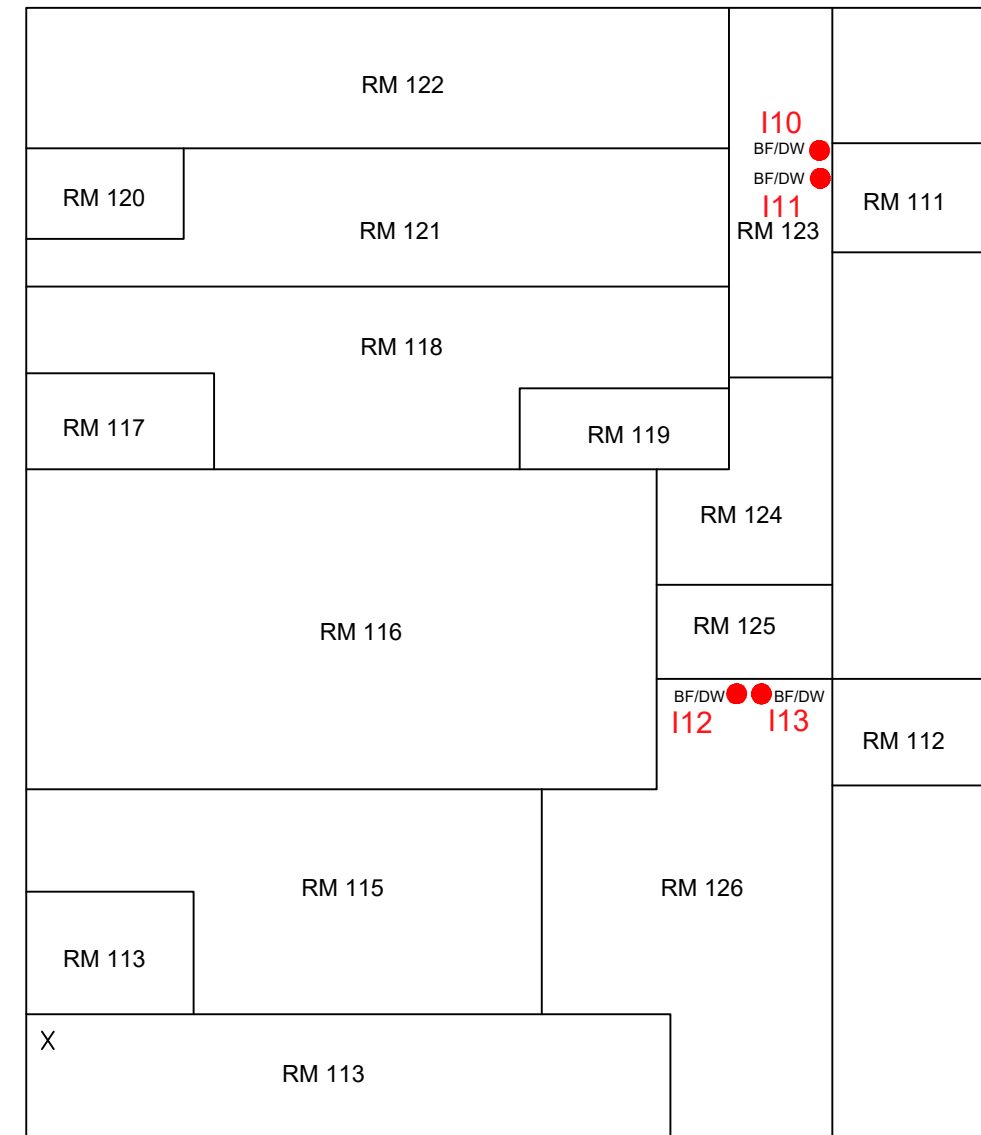 RM 122
I10
BF/DW
BF/DW
I11
RM 120
RM 111
RM 121
RM 123
RM 118
RM 117
RM 119
RM 124
RM 125
RM 116
BF/DW
BF/DW
I12
I13
RM 112
RM 115
RM 126
RM 113
X
RM 113